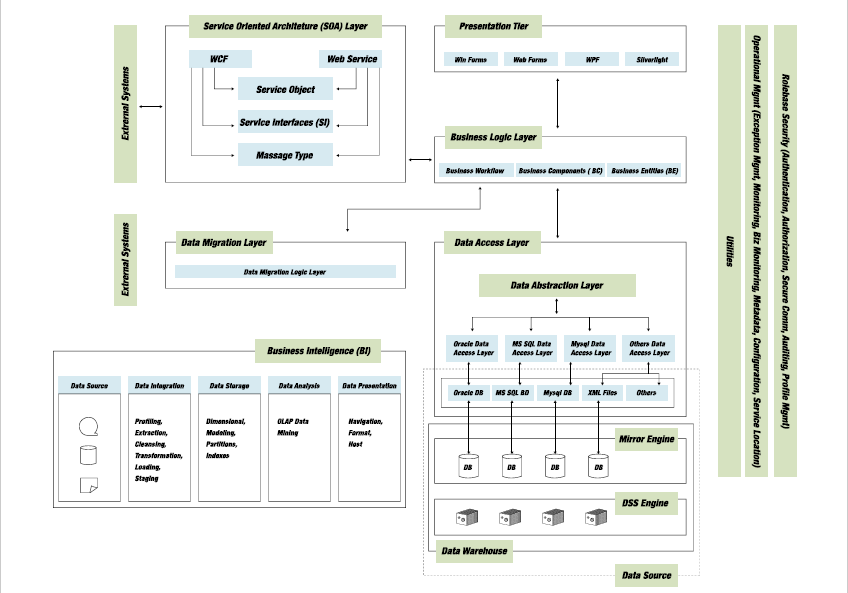 Service Oriented Architeture (SOA) Layer
WCF
Web Service
Service Object
Service Interfaces (SI)
Massage Type
Extrernal Systems
Presentation Tier
Win Forms
Web Forms
WPF
Silverlight
Business Logic Layer
Business Workflow
Business Components ( BC)
Business Entities (BE)
Extrernal Systems
Data Migration Layer
Data Migration Logic Layer
Data Access Layer
Data Abstraction Layer
Oracle Data
Access Layer
MS SQL Data
Access Layer
Mysql Data
Access Layer
Others Data
Access Layer
Oracle DB
MS SQL BD
Mysql DB
XML Files
Others
Mirror Engine
DB
DB
DB
DB
DSS Engine
Data Warehouse
Data Source
Business Intelligence (BI)
Data Source
Data Integration
Profiling,
Extraction,
Cleansing,
Transformation,
Loading,
Staging
Data Storage
Dimensional,
Modeling,
Partitions,
Indexes
Data Analysis
OLAP Data
Mining
Data Presentation
Navigation,
Format,
Host
Utilities
Operational Mgmt (Exception Mgmt, Monitoring, Biz Monitoring, Metadata, Configuration, Service Location)
Rolebase Security (Authentication, Authorization, Secure Comm, Auditing, Profile Mgmt)